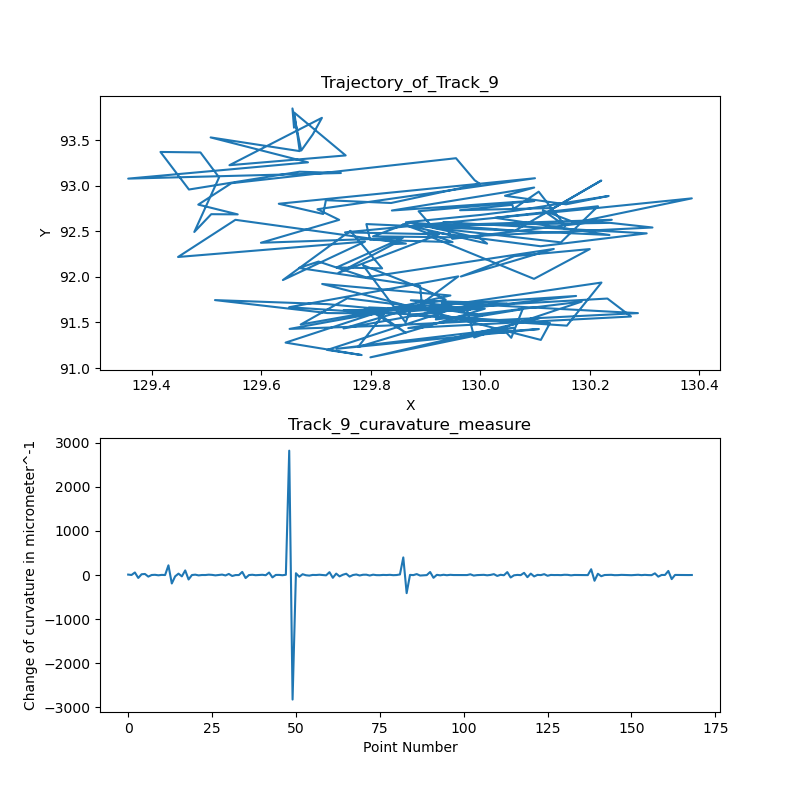 Trajectory_of_Track_9
Y
93.5
93.0
92.5
92.0
91.5
91.0
129.4 129.6 129.8 130.0 130.2 130.4
X
Track_9_curavature_measure
Change of curvature in micrometer^-1
3000
2000
1000
0
−1000
−2000
−3000
0 25 50 75 100 125 150 175
Point Number